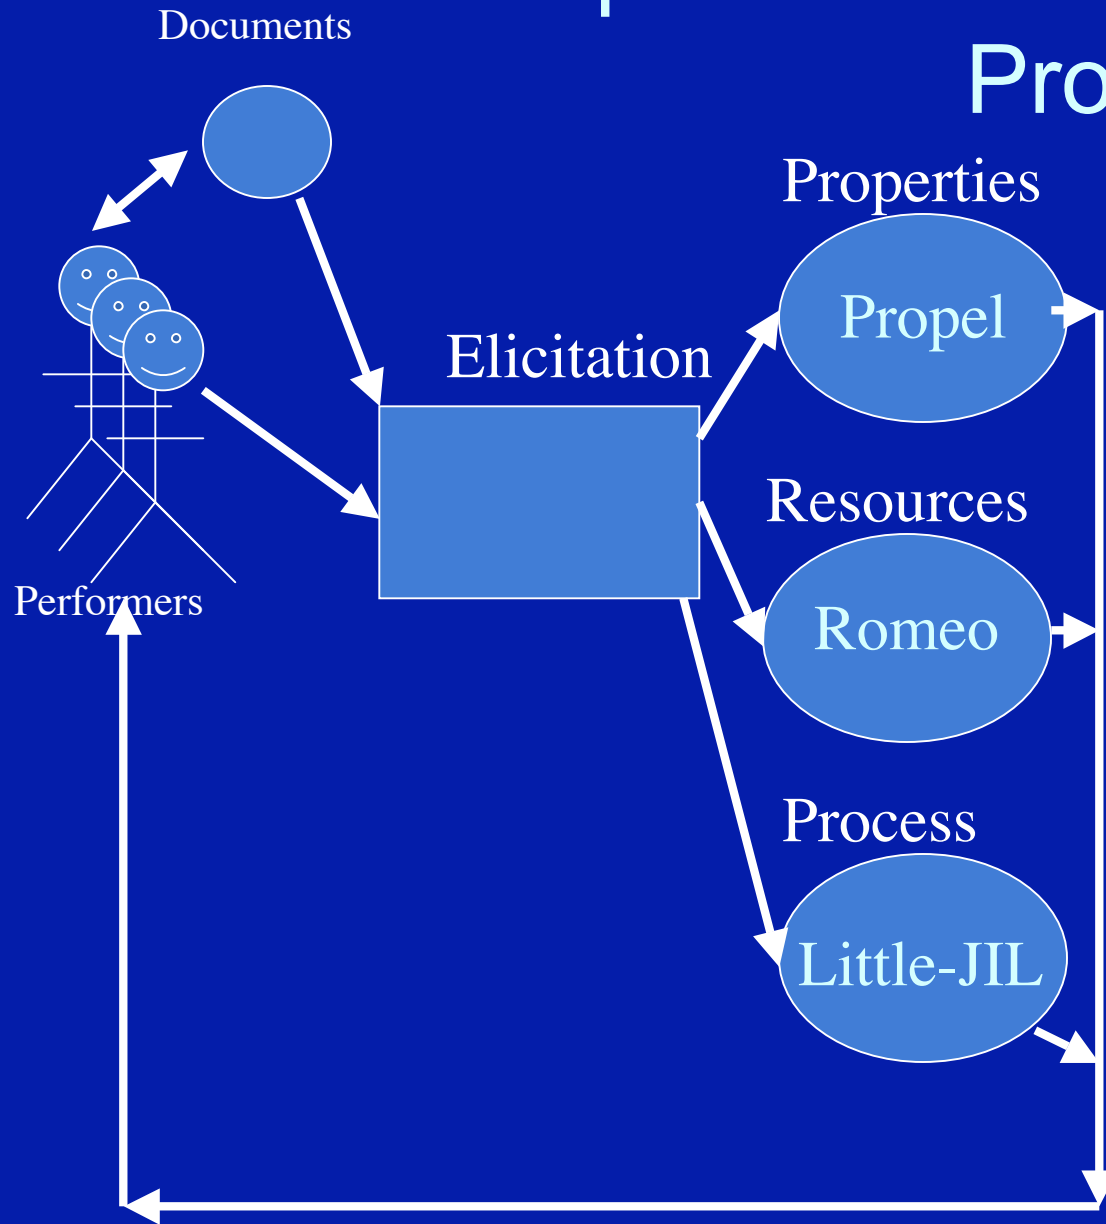 Documents
Pro
Properties
Propel
Elicitation
Resources
Romeo
Performers
Process
Little-JIL